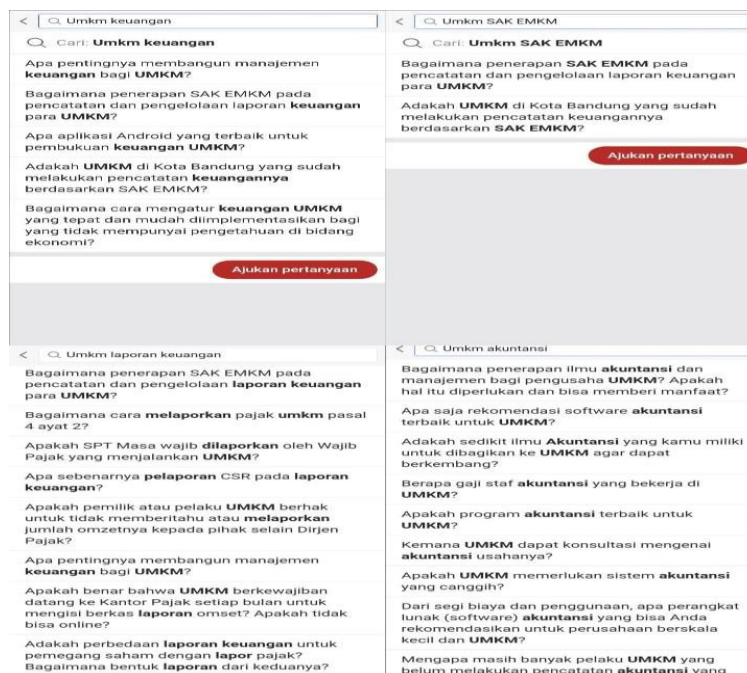 Umkm keuangan
Cari: Umkm keuangan
Apa pentingnya membangun manajemen
keuangan bagi UMKM?
Bagaimana penerapan SAK EMKM pada
pencatatan dan pengelolaan laporan keuangan
para UMKM?
Apa aplikasi Android yang terbaik untuk
pembukuan keuangan UMKM?
Adakah UMKM di Kota Bandung yang sudah
melakukan pencatatan keuangannya
berdasarkan SAK EMKM?
Bagaimana cara mengatur keuangan UMKM
yang tepat dan mudah diimplementasikan bagi
yang tidak mempunyai pengetahuan di bidang
ekonomi?
Ajukan pertanyaan
Umkm SAK EMKM
Cari: Umkm SAK EMKM
Bagaimana penerapan SAK EMKM pada
pencatatan dan pengelolaan laporan keuangan
para UMKM?
Adakah UMKM di Kota Bandung yang sudah
melakukan pencatatan keuangannya
berdasarkan SAK EMKM?
Ajukan pertanyaan
Umkm laporan keuangan
Bagaimana penerapan SAK EMKM pada
pencatatan dan pengelolaan laporan keuangan
para UMKM?
Bagaimana cara melaporkan pajak umkm pasal
4 ayat 2?
Apakah SPT Masa wajib dilaporkan oleh Wajib
Pajak yang menjalankan UMKM?
Apa sebenarnya pelaporan CSR pada laporan
keuangan?
Apakah pemilik atau pelaku UMKM berhak
untuk tidak memberitahu atau melaporkan
jumlah omzetnya kepada pihak selain Dirjen
Pajak?
Apa pentingnya membangun manajemen
keuangan bagi UMKM?
Apakah benar bahwa UMKM berkewajiban
datang ke Kantor Pajak setiap bulan untuk
mengisi berkas laporan omset? Apakah tidak
bisa online?
Adakah perbedaan laporan keuangan untuk
pemegang saham dengan lapor pajak?
Bagaimana bentuk laporan dari keduanya?
Umkm akuntansi
Bagaimana penerapan ilmu akuntansi dan
manajemen bagi pengusaha UMKM? Apakah
hal itu diperlukan dan bisa memberi manfaat?
Apa saja rekomendasi software akuntansi
terbaik untuk UMKM?
Adakah sedikit ilmu Akuntansi yang kamu miliki
untuk dibagikan ke UMKM agar dapat
berkembang?
Berapa gaji staf akuntansi yang bekerja di
UMKM?
Apakah program akuntansi terbaik untuk
UMKM?
Kemana UMKM dapat konsultasi mengenai
akuntansi usahanya?
Apakah UMKM memerlukan sistem akuntansi
yang canggih?
Dari segi biaya dan penggunaan, apa perangkat
lunak (software) akuntansi yang bisa Anda
rekomendasikan untuk perusahaan berskala
kecil dan UMKM?
Mengapa masih banyak pelaku UMKM yang
belum melakukan pencatatan akuntansi yang